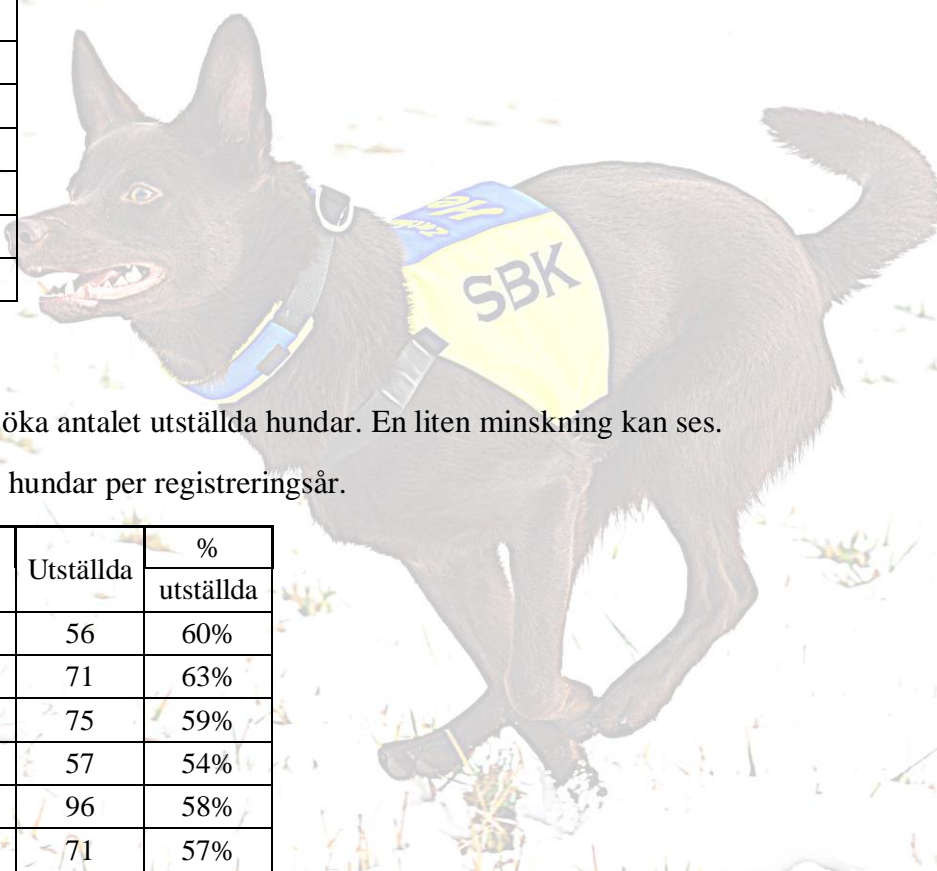 SBK
öka antalet utställda hundar. En liten minskning kan ses.
hundar per registreringsår.
Utställda % utställda
56 60%
71 63%
75 59%
57 54%
96 58%
71 57%